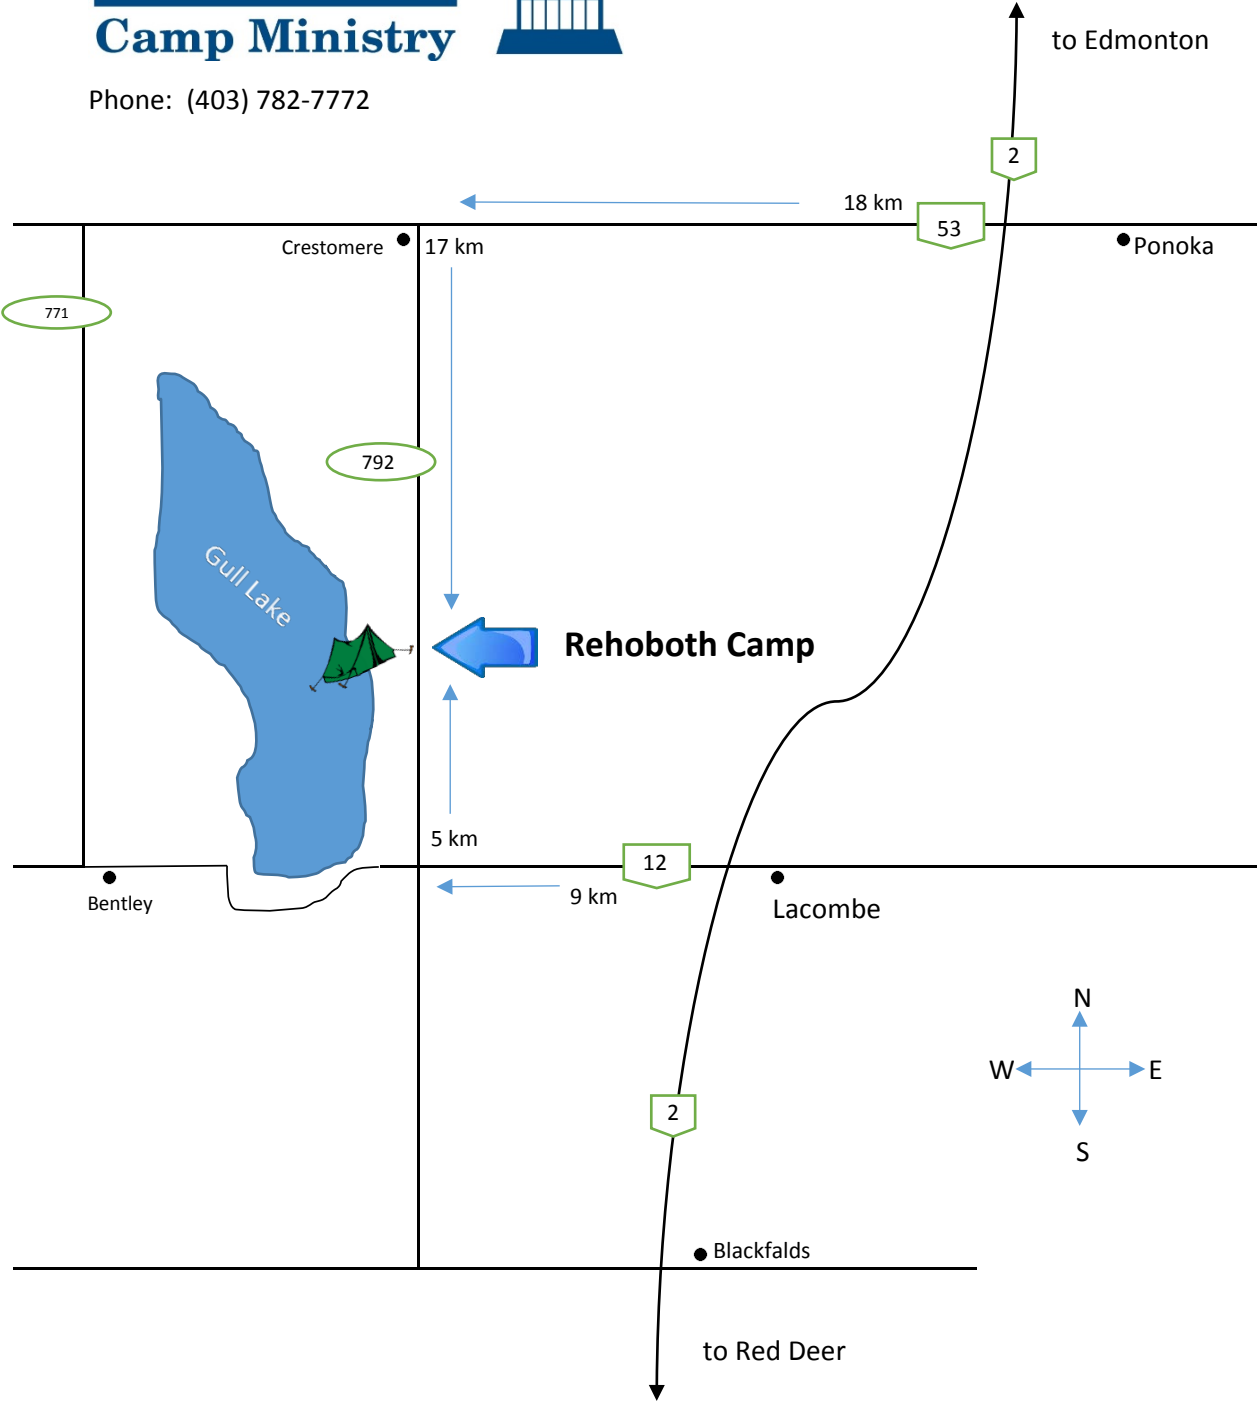 Camp Ministry
Phone: (403) 782-7772
to Edmonton
2
18 km
53
Crestomere
17 km
Ponoka
771
792
Gull Lake
Rehoboth Camp
5 km
12
9 km
Bentley
Lacombe
N
W
E
S
2
Blackfalds
to Red Deer